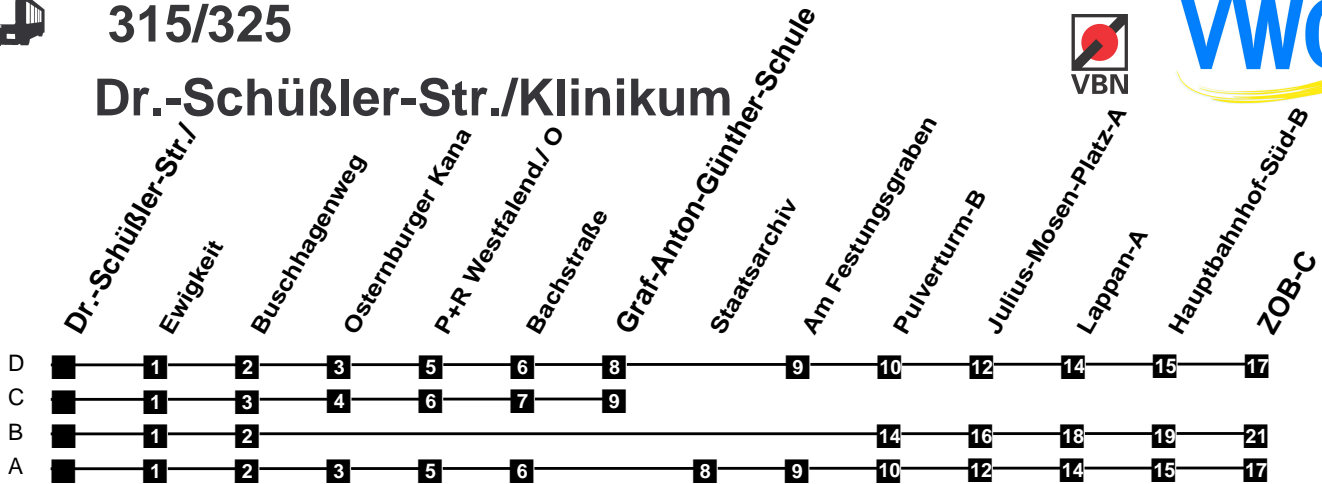 315/325
VBN
VWG
Dr.-Schüßler-Str./Klinikum
Dr.-Schüßler-Str./
Ewigkeit
Buschhagenweg
Osternburger Kana
P+R Westfalend./ O
Bachstraße
Graf-Anton-Günther-Schule
Staatsarchiv
Am Festungsgraben
Pulverturm-B
Julius-Mosen-Platz-A
Lappan-A
Hauptbahnhof-Süd-B
ZOB-C
D 1 2 3 5 6 8 9 10 12 14 15 17
C 1 3 4 6 7 9
B 1 2 14 16 18 19 21
A 1 2 3 5 6 8 9 10 12 14 15 17